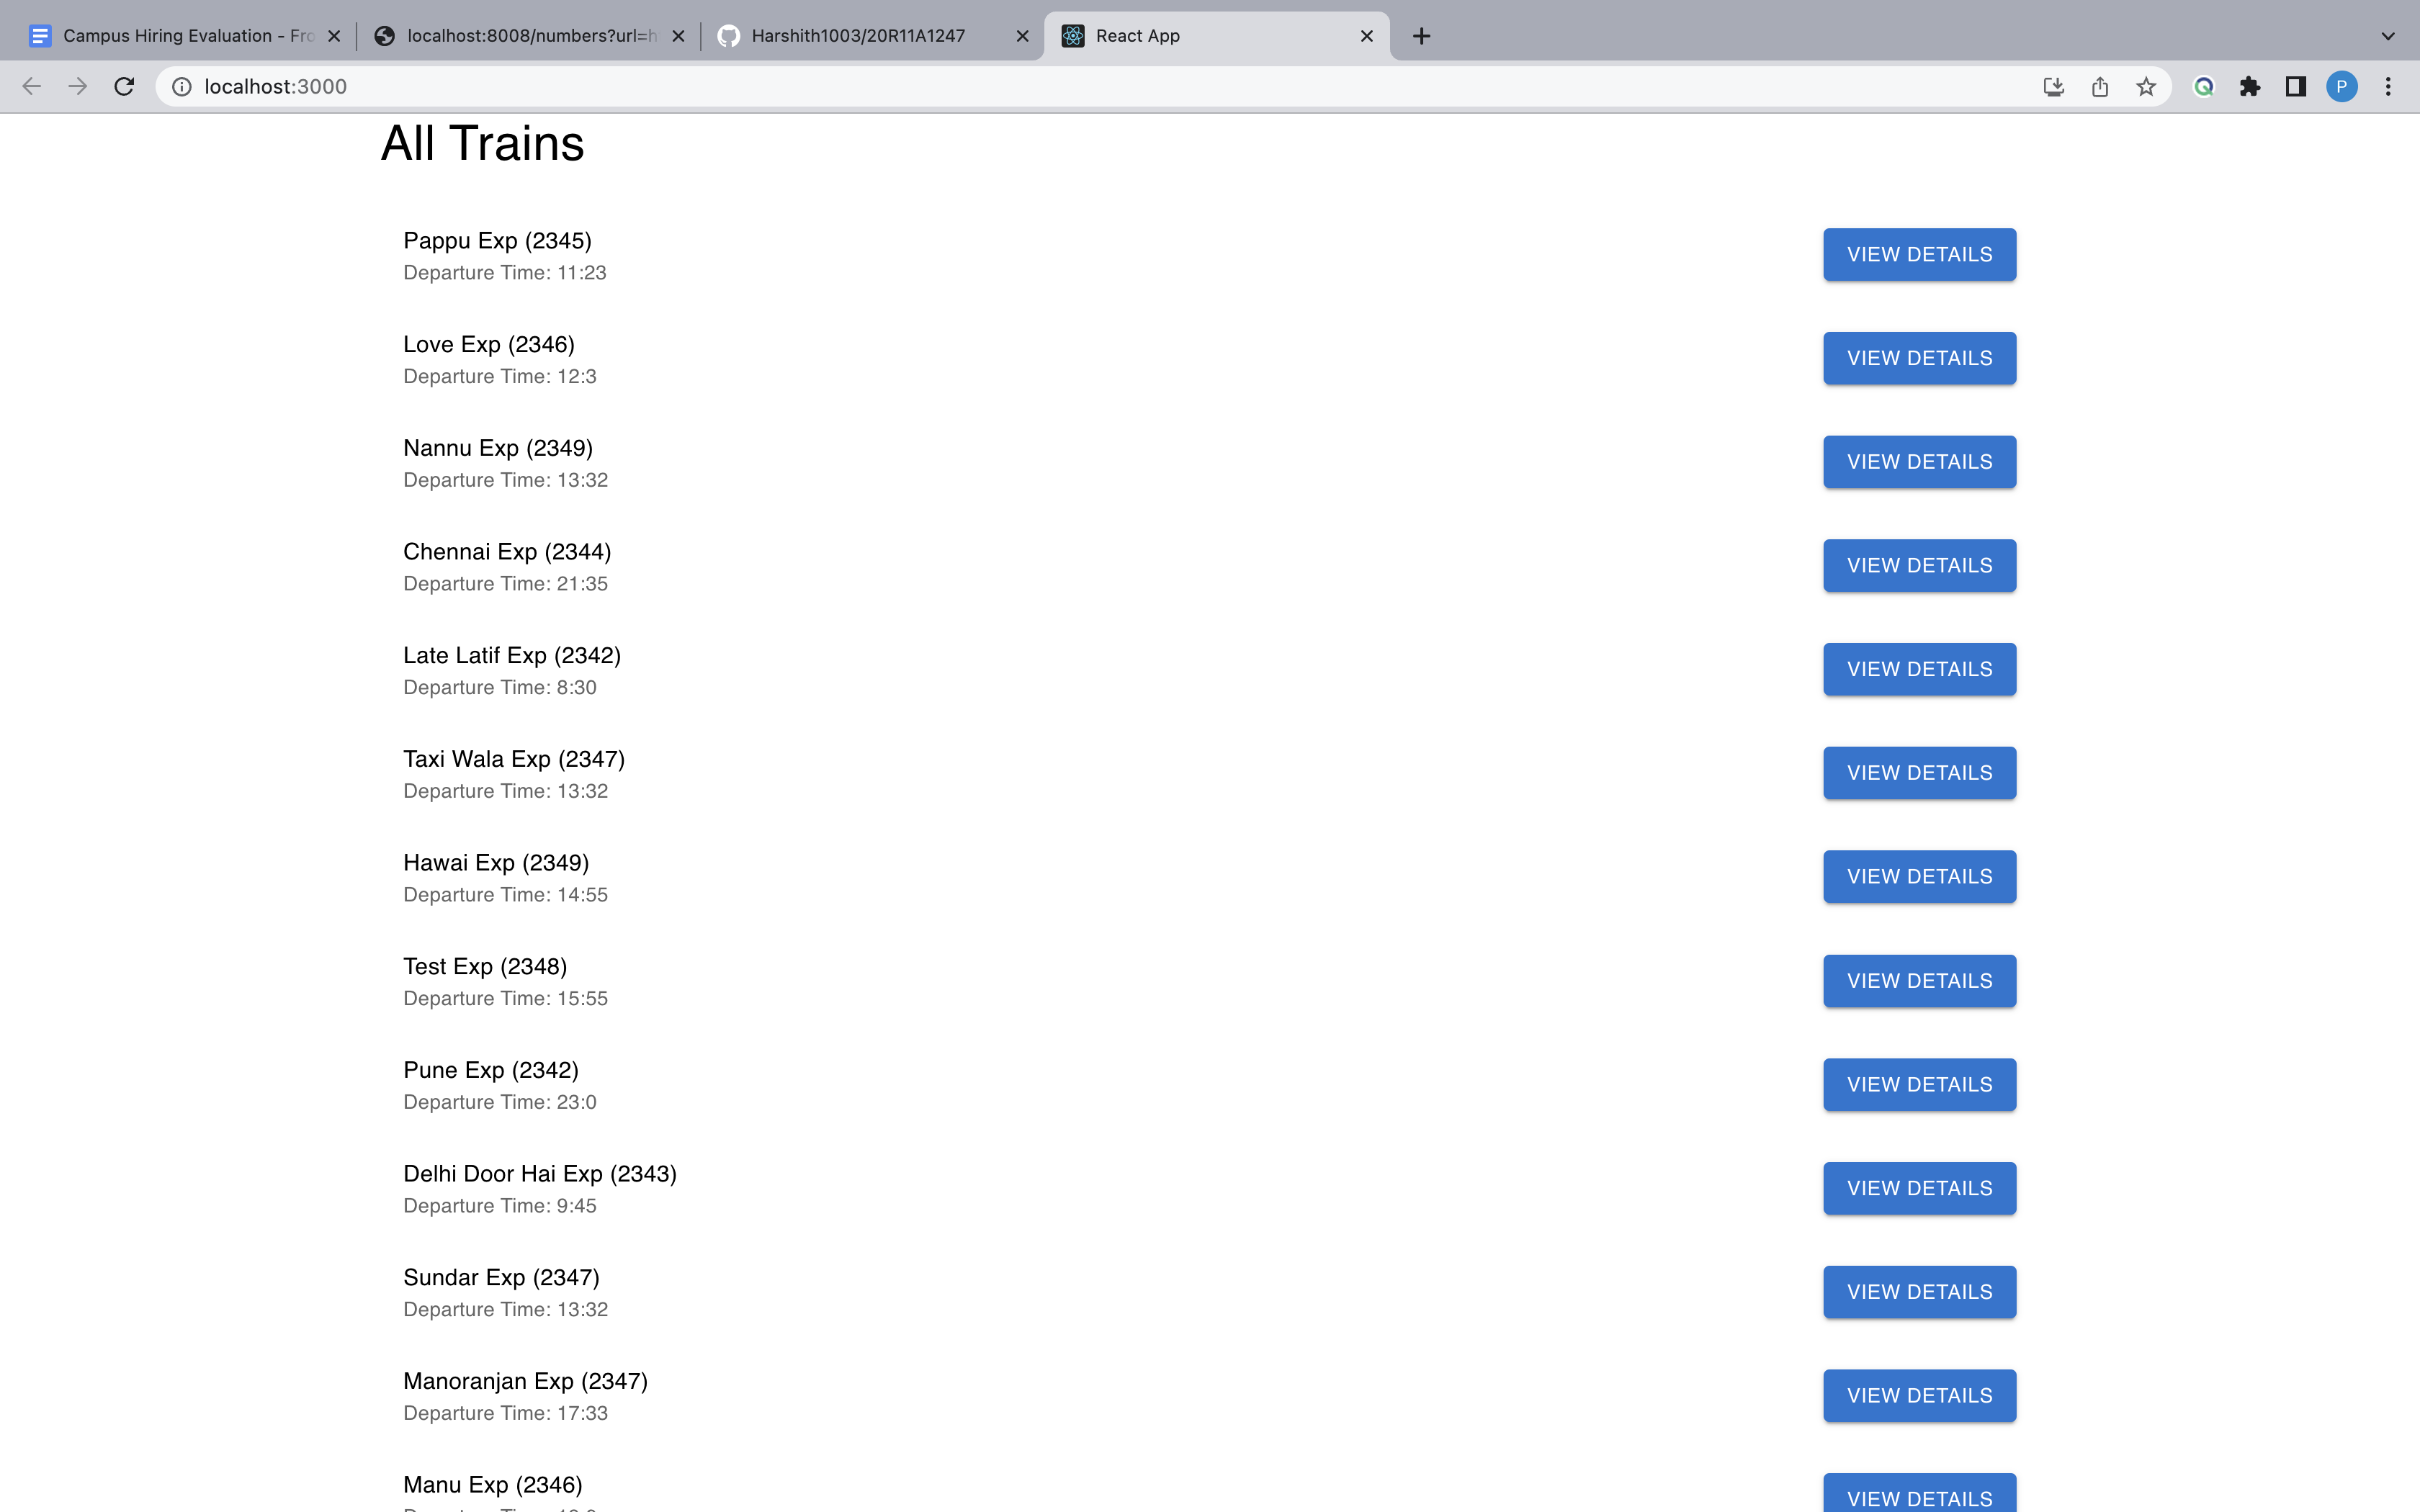 Campus Hiring Evaluation - Fro
localhost:8008/numbers?url=h
Harshith1003/20R11A1247
React App
localhost:3000
P
All Trains
Pappu Exp (2345)
VIEW DETAILS
Departure Time: 11:23
Love Exp (2346)
VIEW DETAILS
Departure Time: 12:3
Nannu Exp (2349)
VIEW DETAILS
Departure Time: 13:32
Chennai Exp (2344)
VIEW DETAILS
Departure Time: 21:35
Late Latif Exp (2342)
VIEW DETAILS
Departure Time: 8:30
Taxi Wala Exp (2347)
VIEW DETAILS
Departure Time: 13:32
Hawai Exp (2349)
VIEW DETAILS
Departure Time: 14:55
Test Exp (2348)
VIEW DETAILS
Departure Time: 15:55
Pune Exp (2342)
VIEW DETAILS
Departure Time: 23:0
Delhi Door Hai Exp (2343)
VIEW DETAILS
Departure Time: 9:45
Sundar Exp (2347)
VIEW DETAILS
Departure Time: 13:32
Manoranjan Exp (2347)
VIEW DETAILS
Departure Time: 17:33
Manu Exp (2346)
VIEW DETAILS